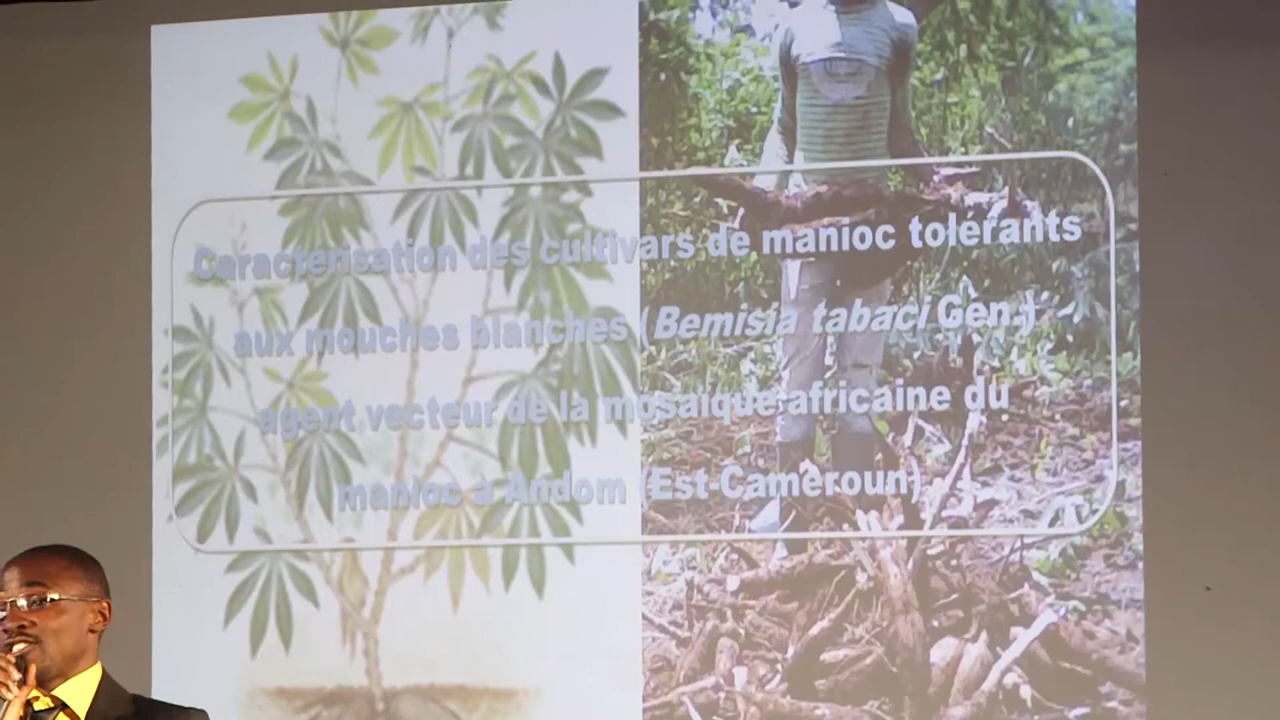 Caractérisation des cultivars de manioc tolérants
aux mouches blanches (Bemisia tabaci Gen.)
agent vecteur de la mosaïque africaine du
manioc à Andom (Est-Cameroun)